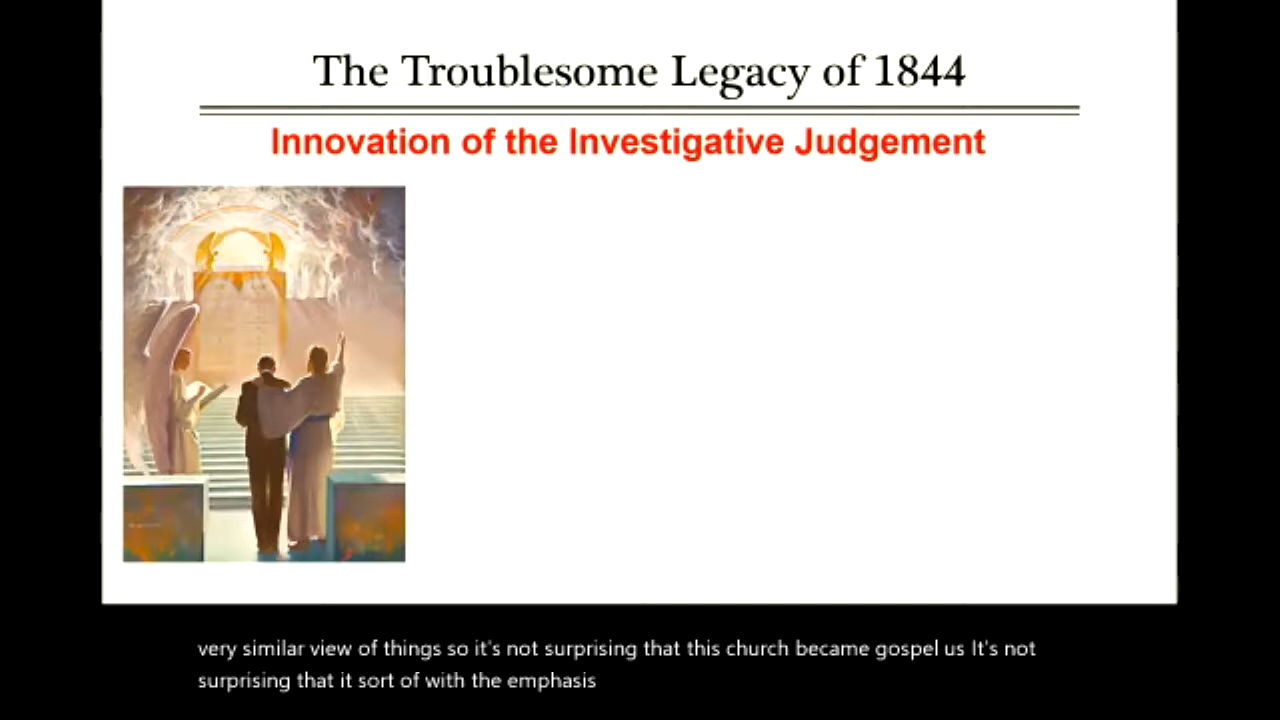 The Troublesome Legacy of 1844
Innovation of the Investigative Judgement
very similar view of things so it's not surprising that this church became gospel us It's not
surprising that it sort of with the emphasis